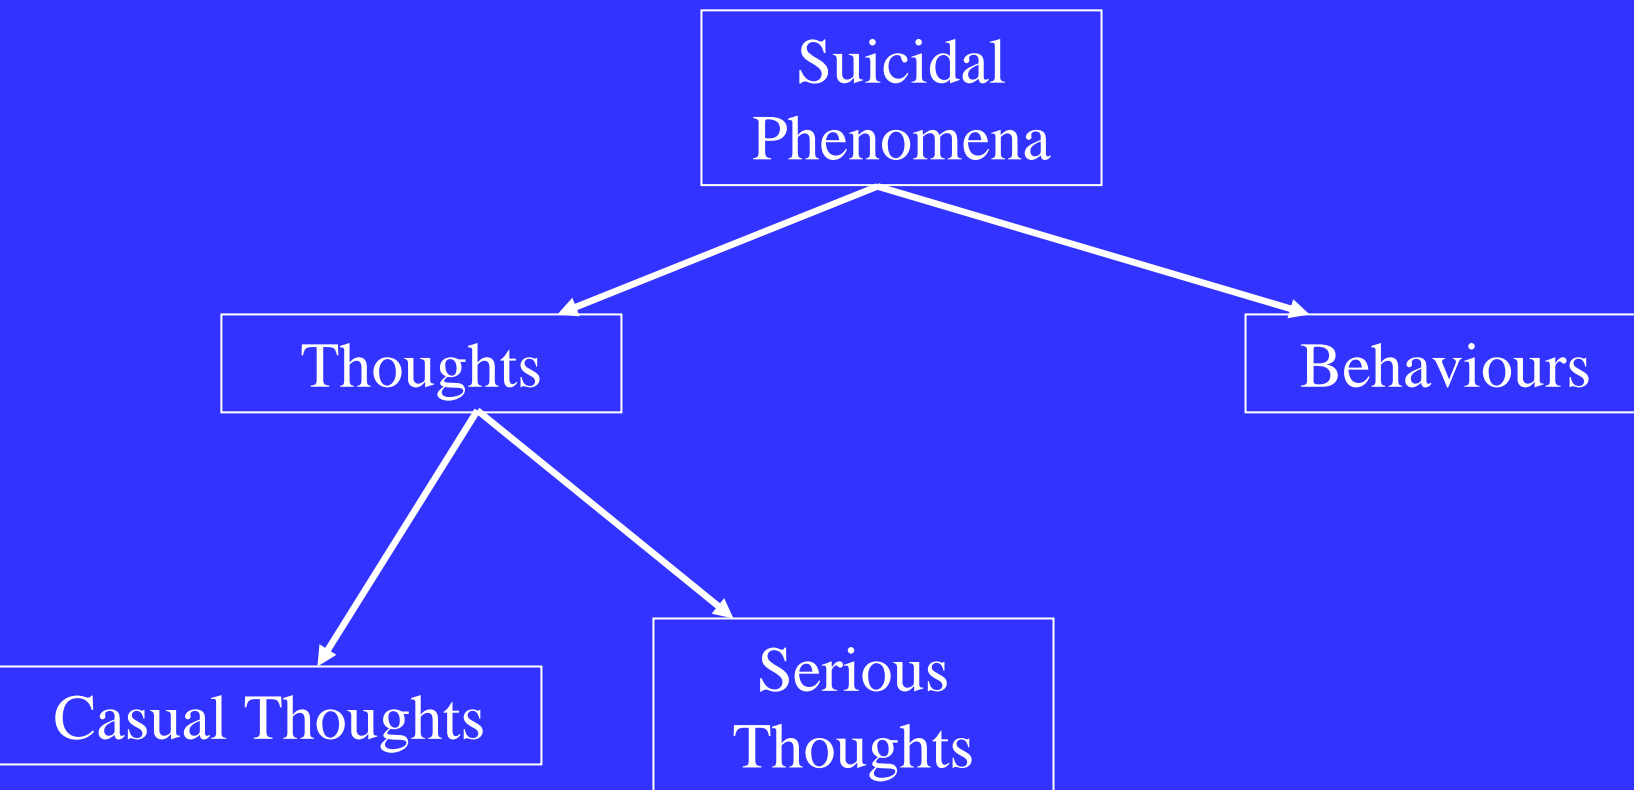 Suicidal
Phenomena
Thoughts
Behaviours
Casual Thoughts
Serious
Thoughts